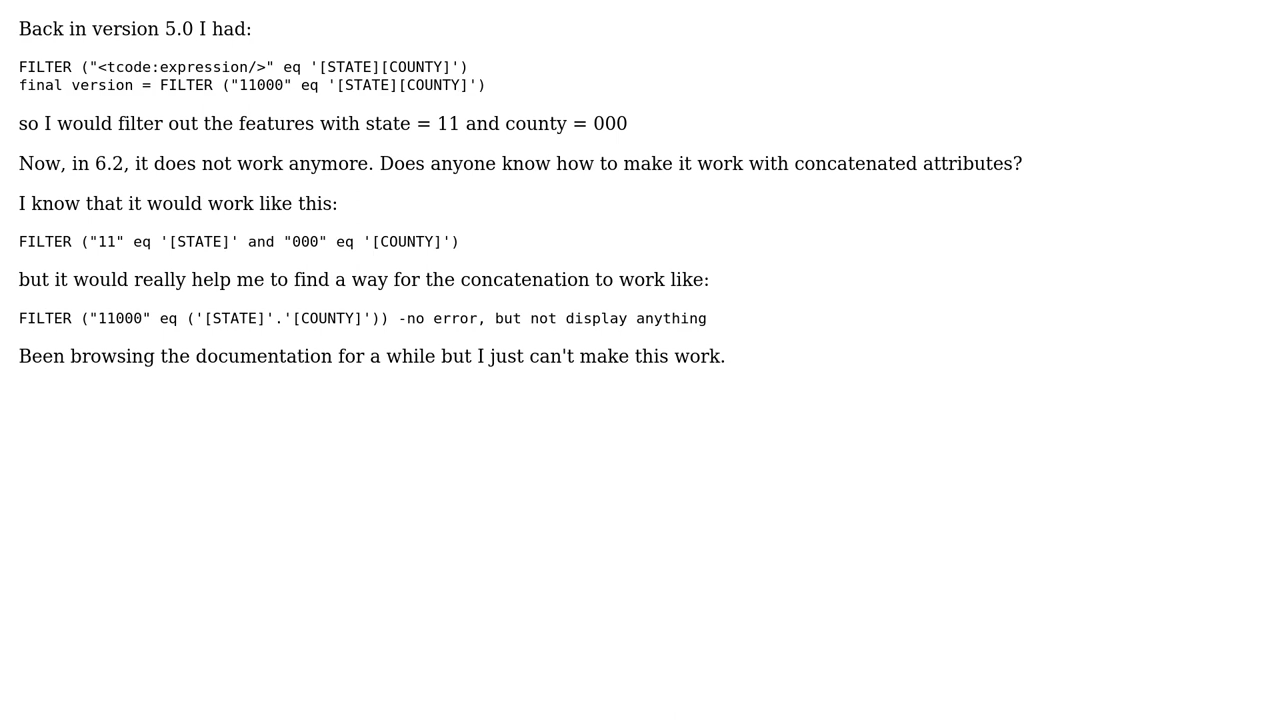 Back in version 5.0 I had:
FILTER ("<tcode:expression/>" eq '[STATE][COUNTY]')
final version = FILTER ("11000" eq '[STATE][COUNTY]')
so I would filter out the features with state = 11 and county = 000
Now, in 6.2, it does not work anymore. Does anyone know how to make it work with concatenated attributes?
I know that it would work like this:
FILTER ("11" eq '[STATE]' and "000" eq '[COUNTY]')
but it would really help me to find a way for the concatenation to work like:
FILTER ("11000" eq ('[STATE]'.'[COUNTY]')) -no error, but not display anything
Been browsing the documentation for a while but I just can't make this work.